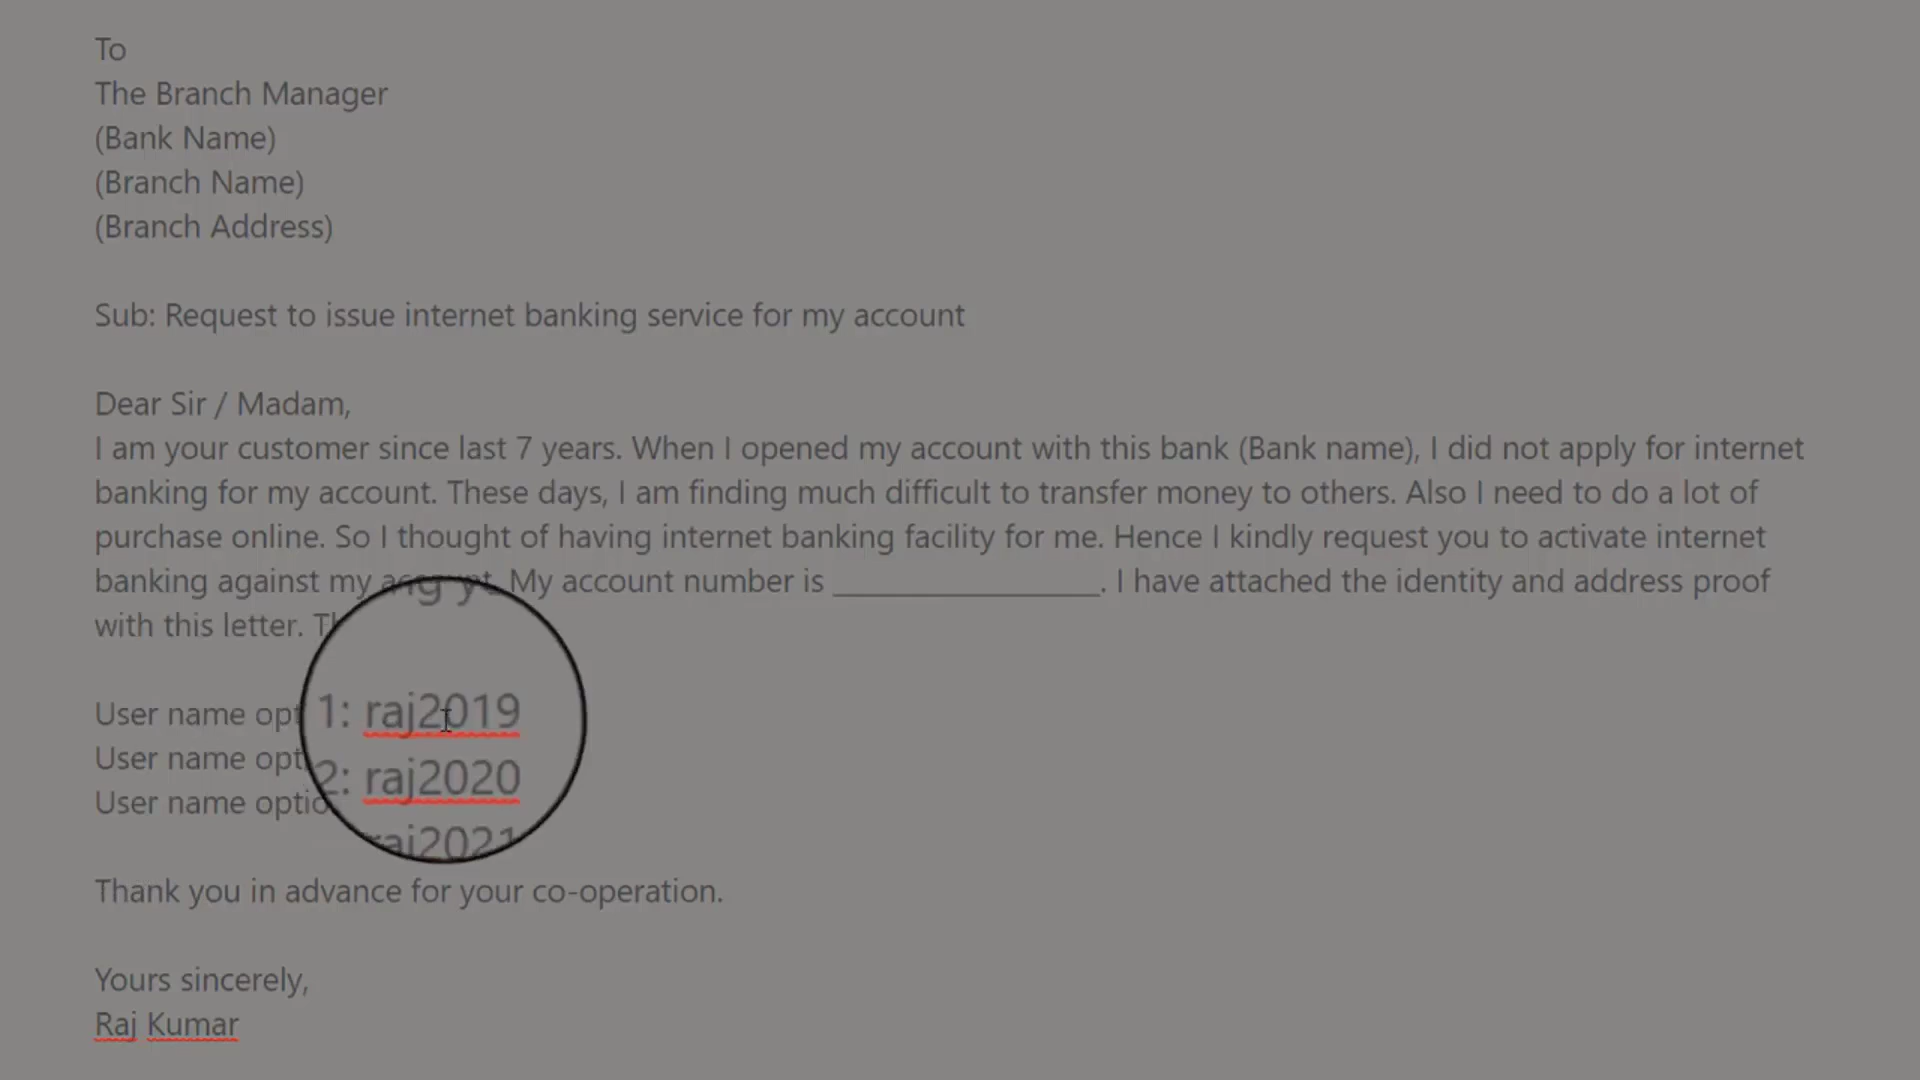 To
The Branch Manager
(Bank Name)
(Branch Name)
(Branch Address)
Sub: Request to issue internet banking service for my account
Dear Sir / Madam,
I am your customer since last 7 years. When I opened my account with this bank (Bank name), I did not apply for internet
banking for my account. These days, I am finding much difficult to transfer money to others. Also I need to do a lot of
purchase online. So I thought of having internet banking facility for me. Hence I kindly request you to activate internet
banking against my My account number is __________________. I have attached the identity and address proof
with this letter.
User name 1: raj2019
User name 2: raj2020
User name raj2021
Thank you in advance for your co-operation.
Yours sincerely,
Raj Kumar